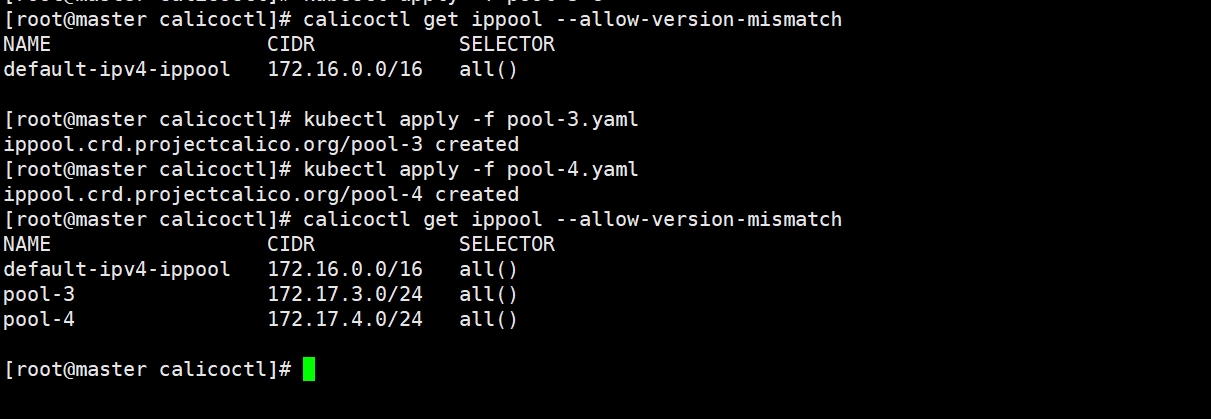 [root@master calicoctl]# calicoctl get ippool --allow-version-mismatch
NAME                  CIDR            SELECTOR
default-ipv4-ippool   172.16.0.0/16   all()
[root@master calicoctl]# kubectl apply -f pool-3.yaml
ippool.crd.projectcalico.org/pool-3 created
[root@master calicoctl]# kubectl apply -f pool-4.yaml
ippool.crd.projectcalico.org/pool-4 created
[root@master calicoctl]# calicoctl get ippool --allow-version-mismatch
NAME                  CIDR            SELECTOR
default-ipv4-ippool   172.16.0.0/16   all()
pool-3                172.17.3.0/24   all()
pool-4                172.17.4.0/24   all()
[root@master calicoctl]#